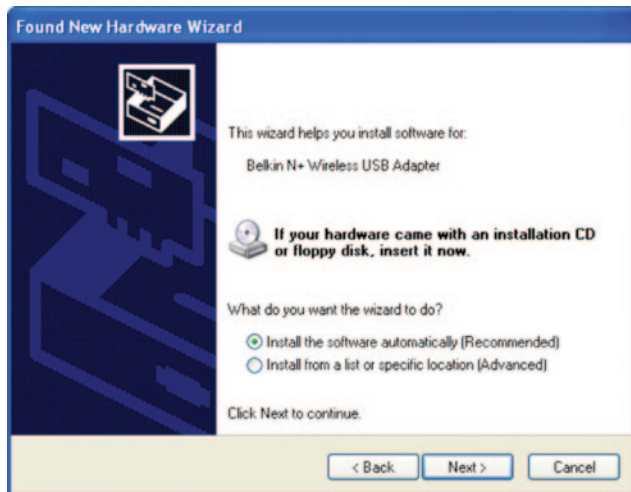 Found New Hardware Wizard
This wizard helps you install software for:
Belkin N+ Wireless USB Adapter
If your hardware came with an installation CD
or floppy disk, insert it now.
What do you want the wizard to do?
Install the software automatically (Recommended)
Install from a list or specific location (Advanced)
Click Next to continue.
< Back Next > Cancel